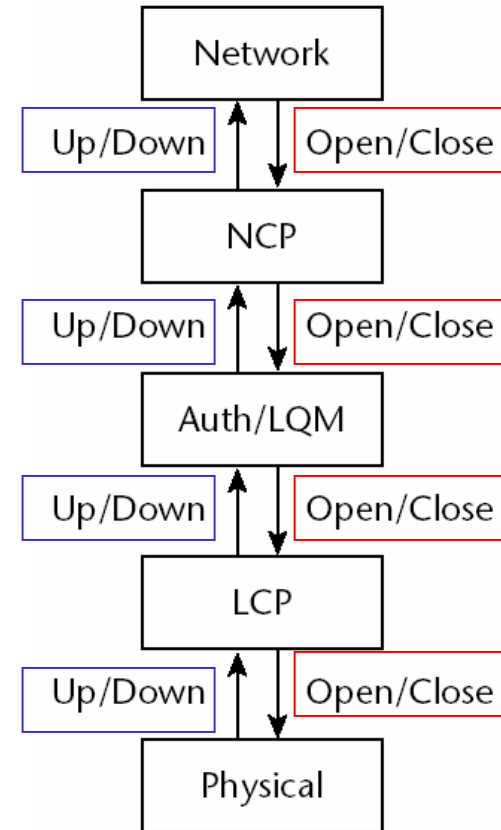 Network
Up/Down Open/Close
NCP
Up/Down Open/Close
Auth/LQM
Up/Down Open/Close
LCP
Up/Down Open/Close
Physical